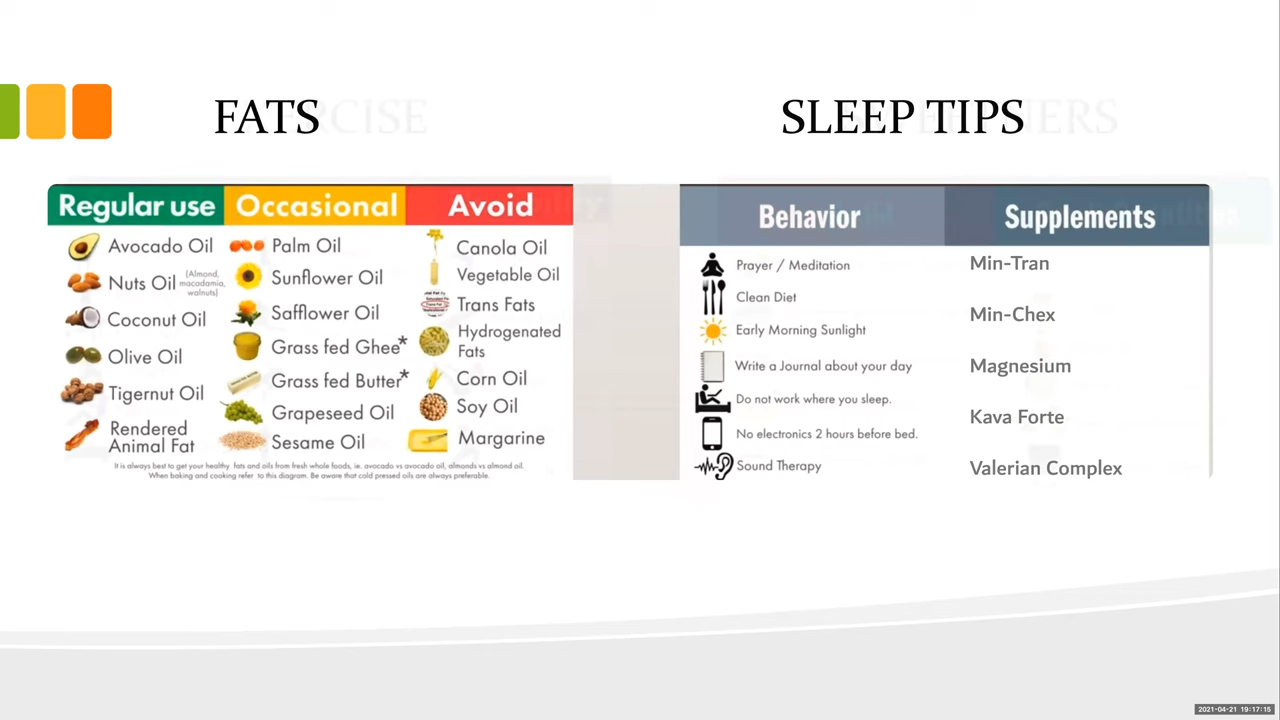 FATS
SLEEP TIPS
Regular use
Occasional
Avoid
Avocado Oil
Nuts Oil (Almond, macadamia, walnuts)
Coconut Oil
Olive Oil
Tigernut Oil
Rendered
Animal Fat
Palm Oil
Sunflower Oil
Safflower Oil
Grass fed Ghee*
Grass fed Butter*
Grapeseed Oil
Sesame Oil
Canola Oil
Vegetable Oil
Trans Fats
Hydrogenated
Fats
Corn Oil
Soy Oil
Margarine
It is always best to get your healthy fats and oils from fresh whole foods, ie. avocado vs avocado oil, almonds vs almond oil.
When baking and cooking refer to this diagram. Be aware that cold pressed oils are always preferable.
Behavior
Supplements
Prayer / Meditation
Clean Diet
Early Morning Sunlight
Write a Journal about your day
Do not work where you sleep.
No electronics 2 hours before bed.
Sound Therapy
Min-Tran
Min-Chex
Magnesium
Kava Forte
Valerian Complex
2021-04-21 19:17:15